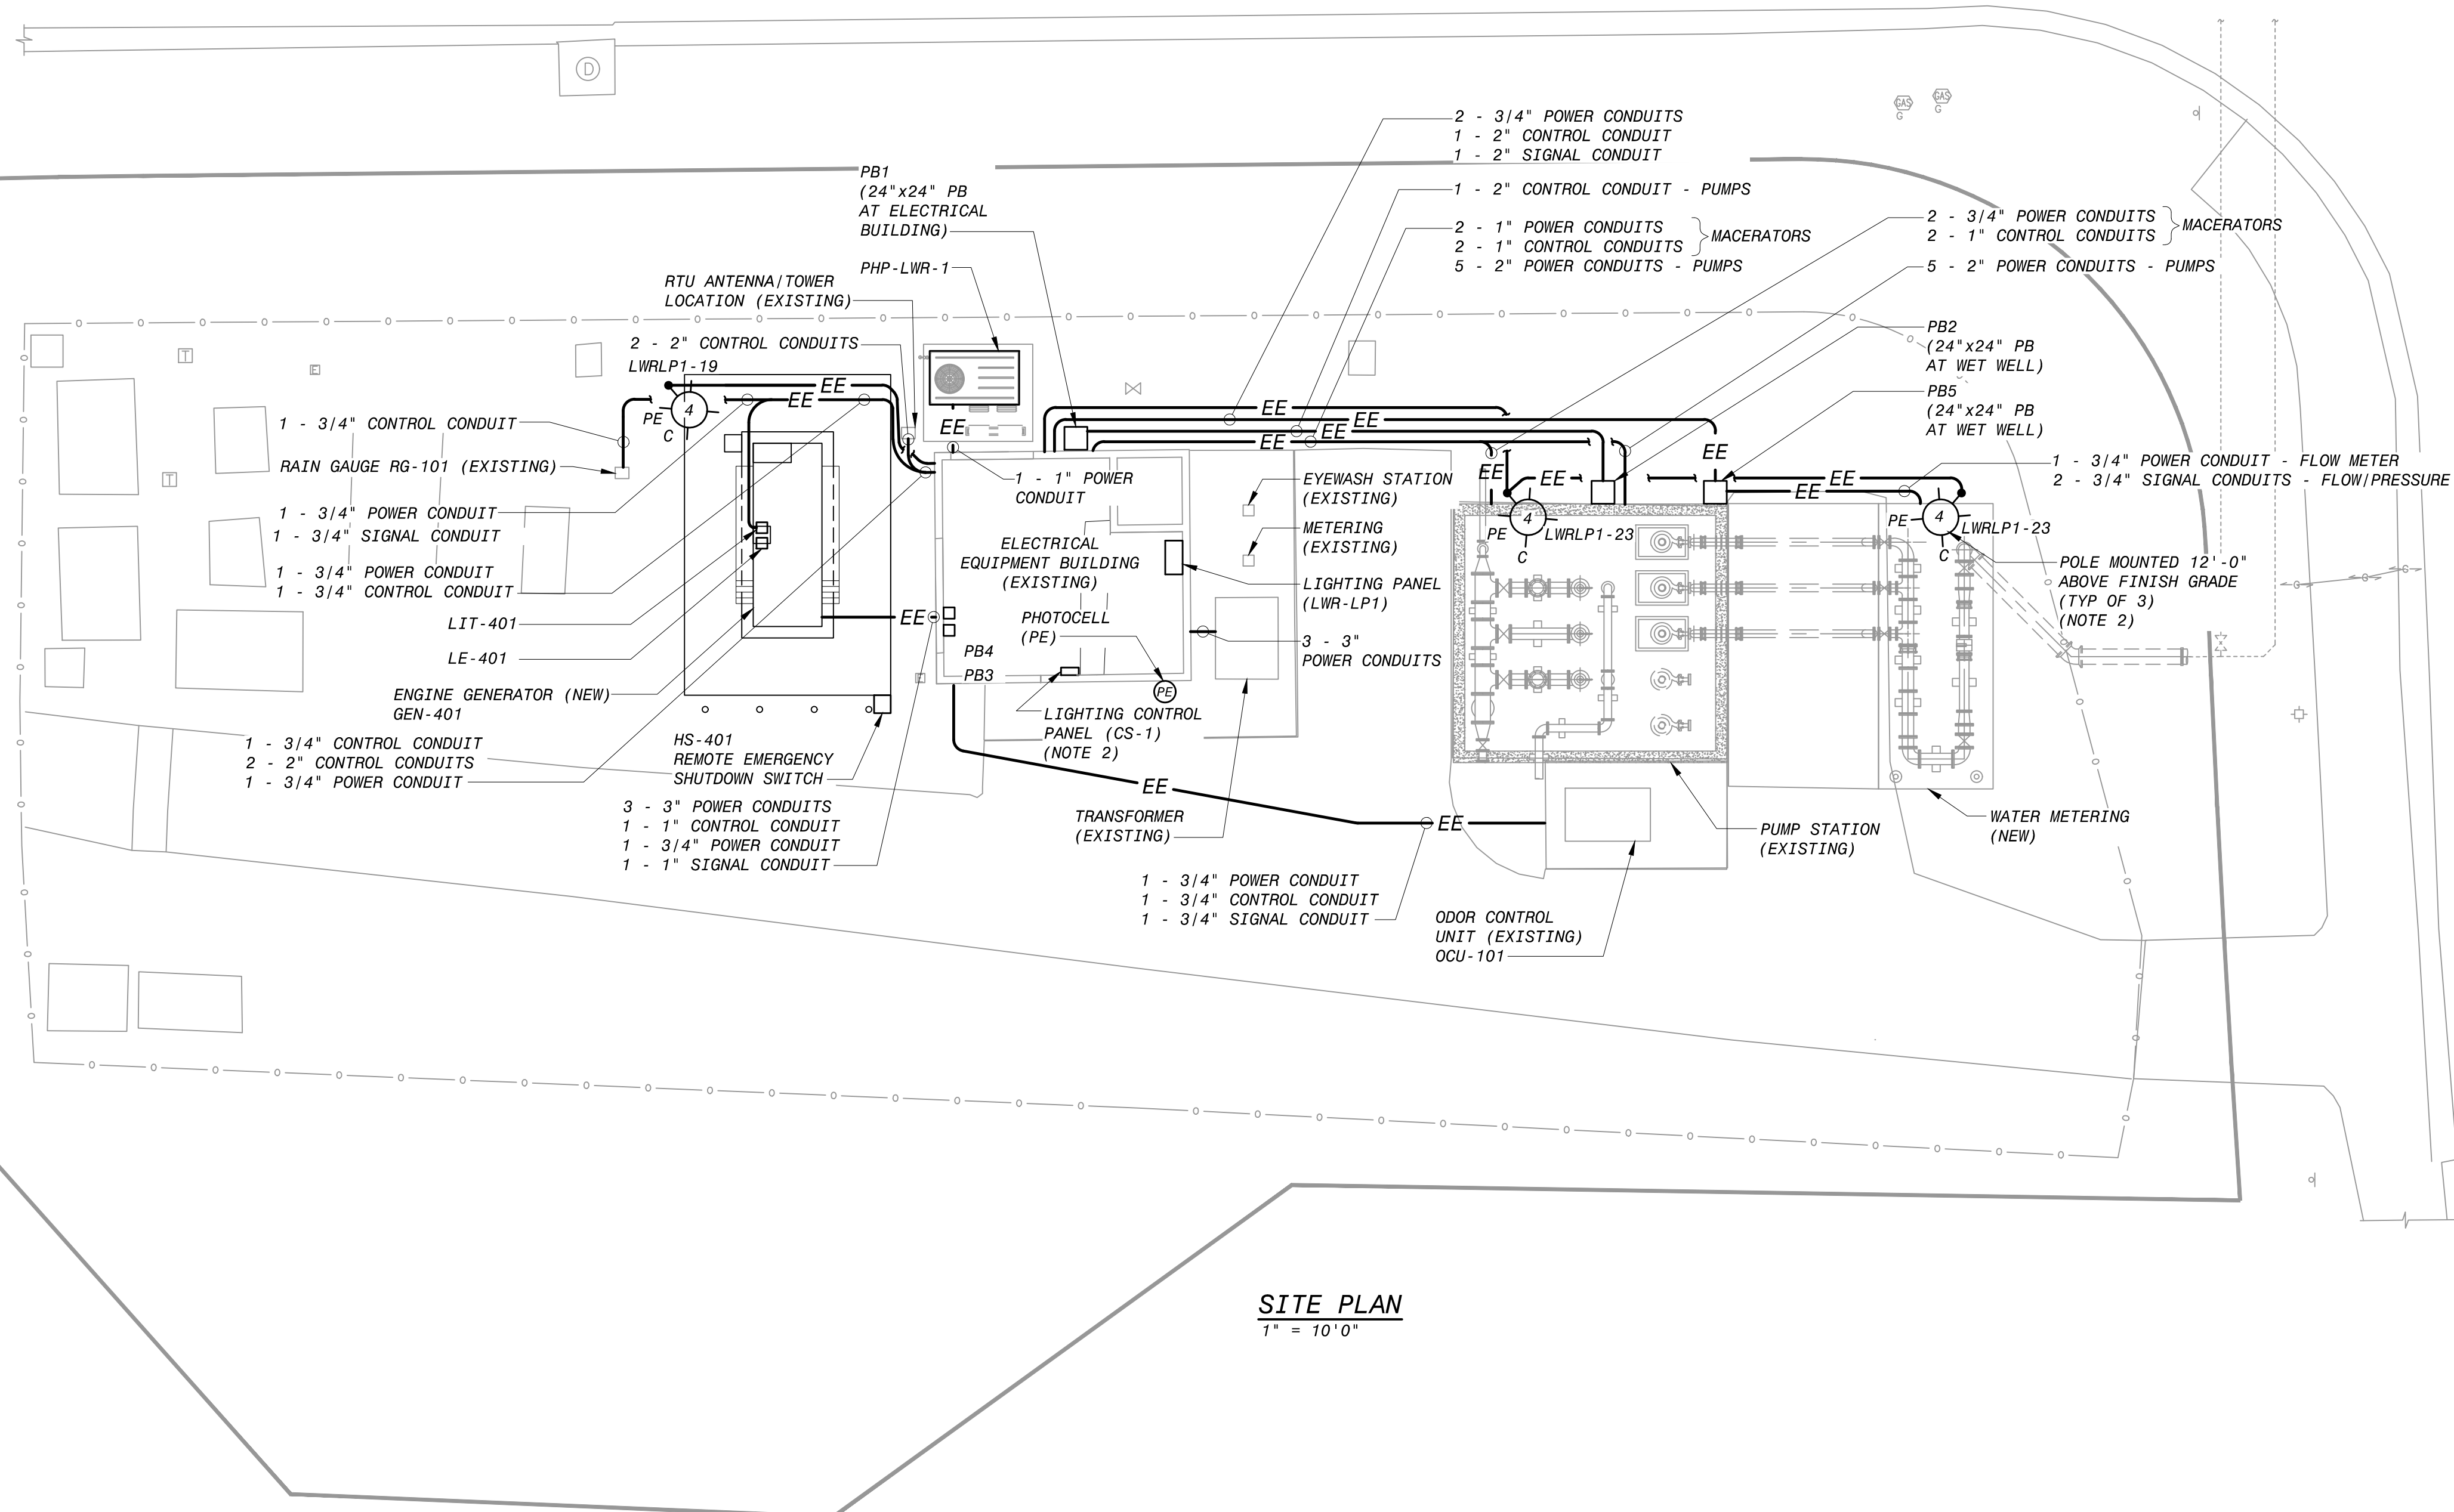 D
GAS
G
GAS
G
2 - 3/4" POWER CONDUITS
1 - 2" CONTROL CONDUIT
1 - 2" SIGNAL CONDUIT
1 - 2" CONTROL CONDUIT - PUMPS
2 - 1" POWER CONDUITS
2 - 1" CONTROL CONDUITS
MACERATORS
5 - 2" POWER CONDUITS - PUMPS
2 - 3/4" POWER CONDUITS
2 - 1" CONTROL CONDUITS
MACERATORS
5 - 2" POWER CONDUITS - PUMPS
PB1
(24"x24" PB
AT ELECTRICAL
BUILDING)
PHP-LWR-1
RTU ANTENNA/TOWER
LOCATION (EXISTING)
2 - 2" CONTROL CONDUITS
LWRLP1-19
PB2
(24"x24" PB
AT WET WELL)
PB5
(24"x24" PB
AT WET WELL)
T
E
T
EE
EE
4
PE
C
EE
EE
EE
EE
EE
EE
EE
EE
EE
EE
1 - 3/4" CONTROL CONDUIT
RAIN GAUGE RG-101 (EXISTING)
1 - 3/4" POWER CONDUIT
1 - 3/4" SIGNAL CONDUIT
1 - 3/4" POWER CONDUIT
1 - 3/4" CONTROL CONDUIT
LIT-401
LE-401
ENGINE GENERATOR (NEW)
GEN-401
1 - 3/4" CONTROL CONDUIT
2 - 2" CONTROL CONDUITS
1 - 3/4" POWER CONDUIT
1 - 1" POWER
CONDUIT
EYEWASH STATION
(EXISTING)
METERING
(EXISTING)
ELECTRICAL
EQUIPMENT BUILDING
(EXISTING)
LIGHTING PANEL
(LWR-LP1)
PHOTOCELL
(PE)
3 - 3"
POWER CONDUITS
EE
PB4
PB3
PE
E
LIGHTING CONTROL
PANEL (CS-1)
(NOTE 2)
4
PE
C
LWRLP1-23
4
PE
C
LWRLP1-23
1 - 3/4" POWER CONDUIT - FLOW METER
2 - 3/4" SIGNAL CONDUITS - FLOW/PRESSURE
POLE MOUNTED 12'-0"
ABOVE FINISH GRADE
(TYP OF 3)
(NOTE 2)
G
G
G
HS-401
REMOTE EMERGENCY
SHUTDOWN SWITCH
3 - 3" POWER CONDUITS
1 - 1" CONTROL CONDUIT
1 - 3/4" POWER CONDUIT
1 - 1" SIGNAL CONDUIT
EE
EE
TRANSFORMER
(EXISTING)
PUMP STATION
(EXISTING)
WATER METERING
(NEW)
1 - 3/4" POWER CONDUIT
1 - 3/4" CONTROL CONDUIT
1 - 3/4" SIGNAL CONDUIT
ODOR CONTROL
UNIT (EXISTING)
OCU-101
SITE PLAN
1" = 10'0"